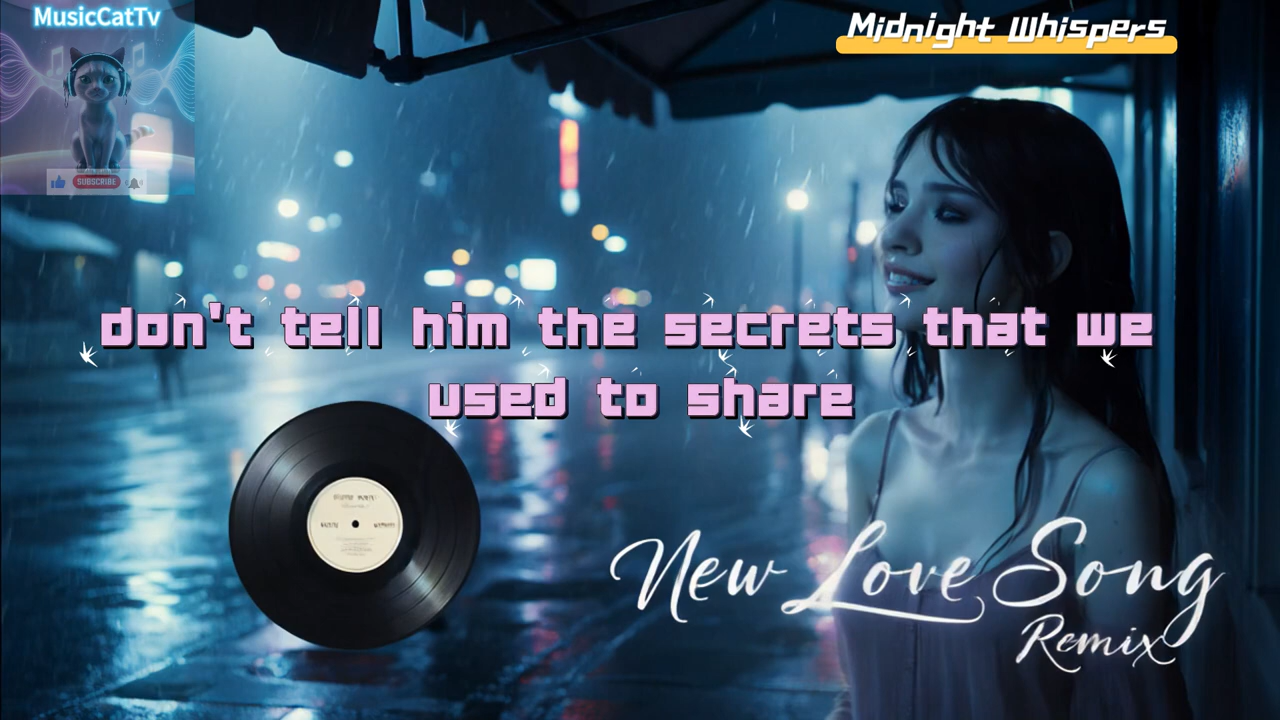 MusicCatTv
Midnight Whispers
SUBSCRIBE
don't tell him the secrets that we
used to share
New Love Song
Remix